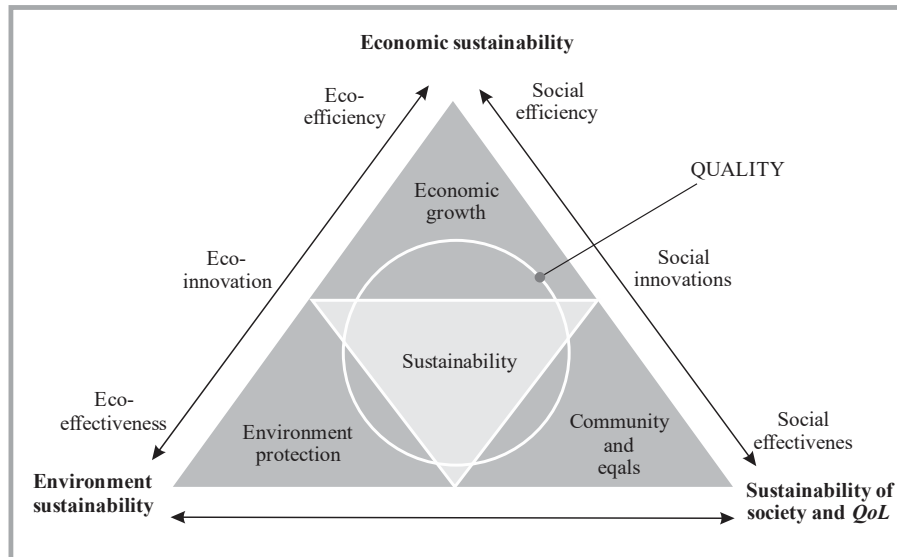 Economic sustainability
Eco-
efficiency
Social
efficiency
QUALITY
Economic
growth
Eco-
innovation
Social
innovations
Sustainability
Eco-
effectiveness
Environment
protection
Community
and
eqals
Social
effectivenes
Environment
sustainability
Sustainability of
society and QoL